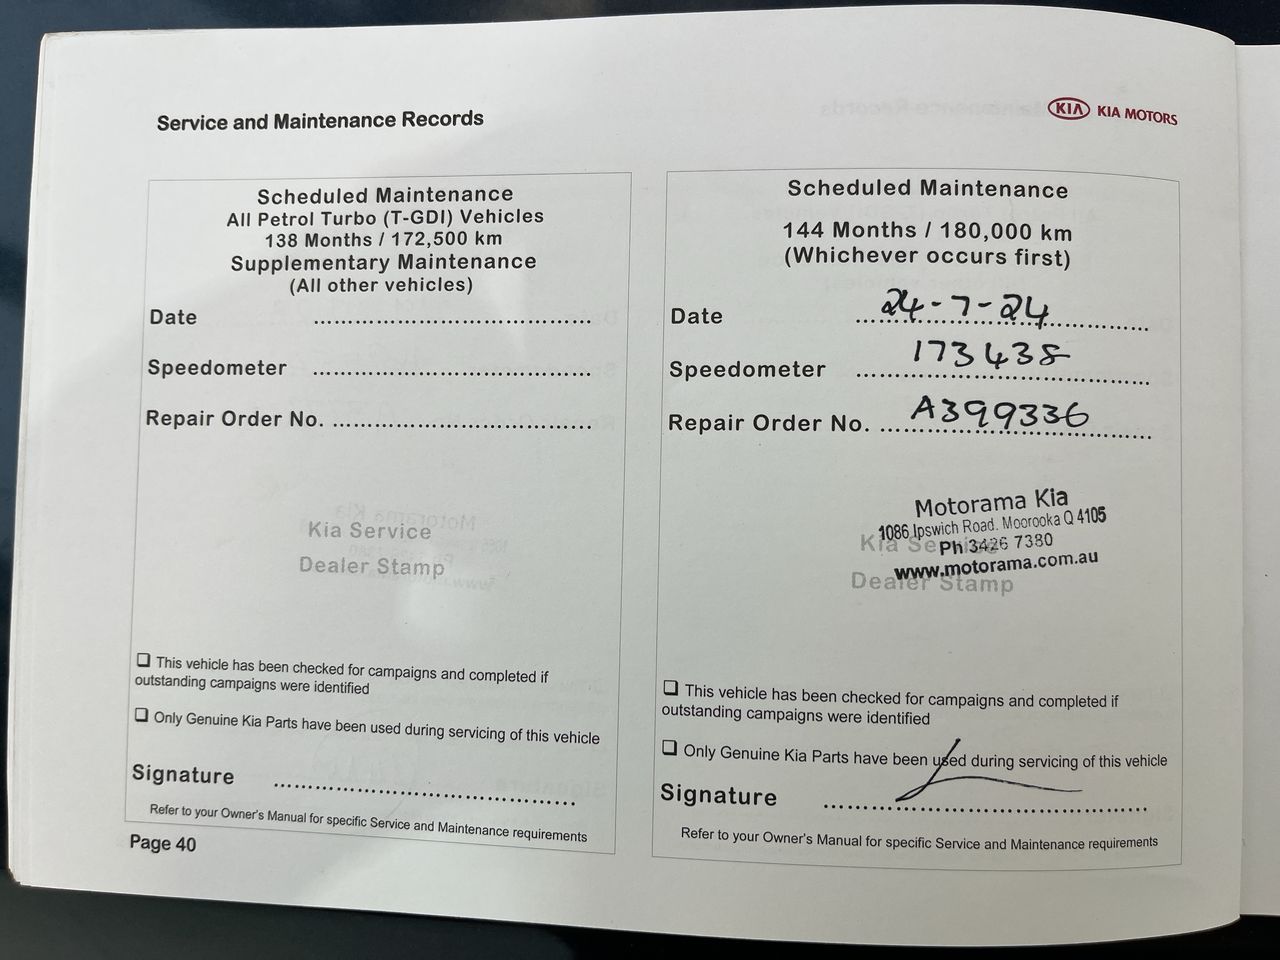 Service and Maintenance Records
KIA KIA MOTORS
Scheduled Maintenance
All Petrol Turbo (T-GDI) Vehicles
138 Months / 172,500 km
Supplementary Maintenance
(All other vehicles)
Date ................................................
Speedometer ................................................
Repair Order No. ............................................
Kia Service
Dealer Stamp
❑ This vehicle has been checked for campaigns and completed if
outstanding campaigns were identified
❑ Only Genuine Kia Parts have been used during servicing of this vehicle
Signature ................................................
Refer to your Owner's Manual for specific Service and Maintenance requirements
Page 40
Scheduled Maintenance
144 Months / 180,000 km
(Whichever occurs first)
Date 24-7-24
Speedometer 173438
Repair Order No. A399336
Motorama Kia
1086 Ipswich Road. Moorooka Q 4105
Ph 3426 7380
www.motorama.com.au
Kia Service
Dealer Stamp
❑ This vehicle has been checked for campaigns and completed if
outstanding campaigns were identified
❑ Only Genuine Kia Parts have been used during servicing of this vehicle
Signature ................................................
Refer to your Owner's Manual for specific Service and Maintenance requirements